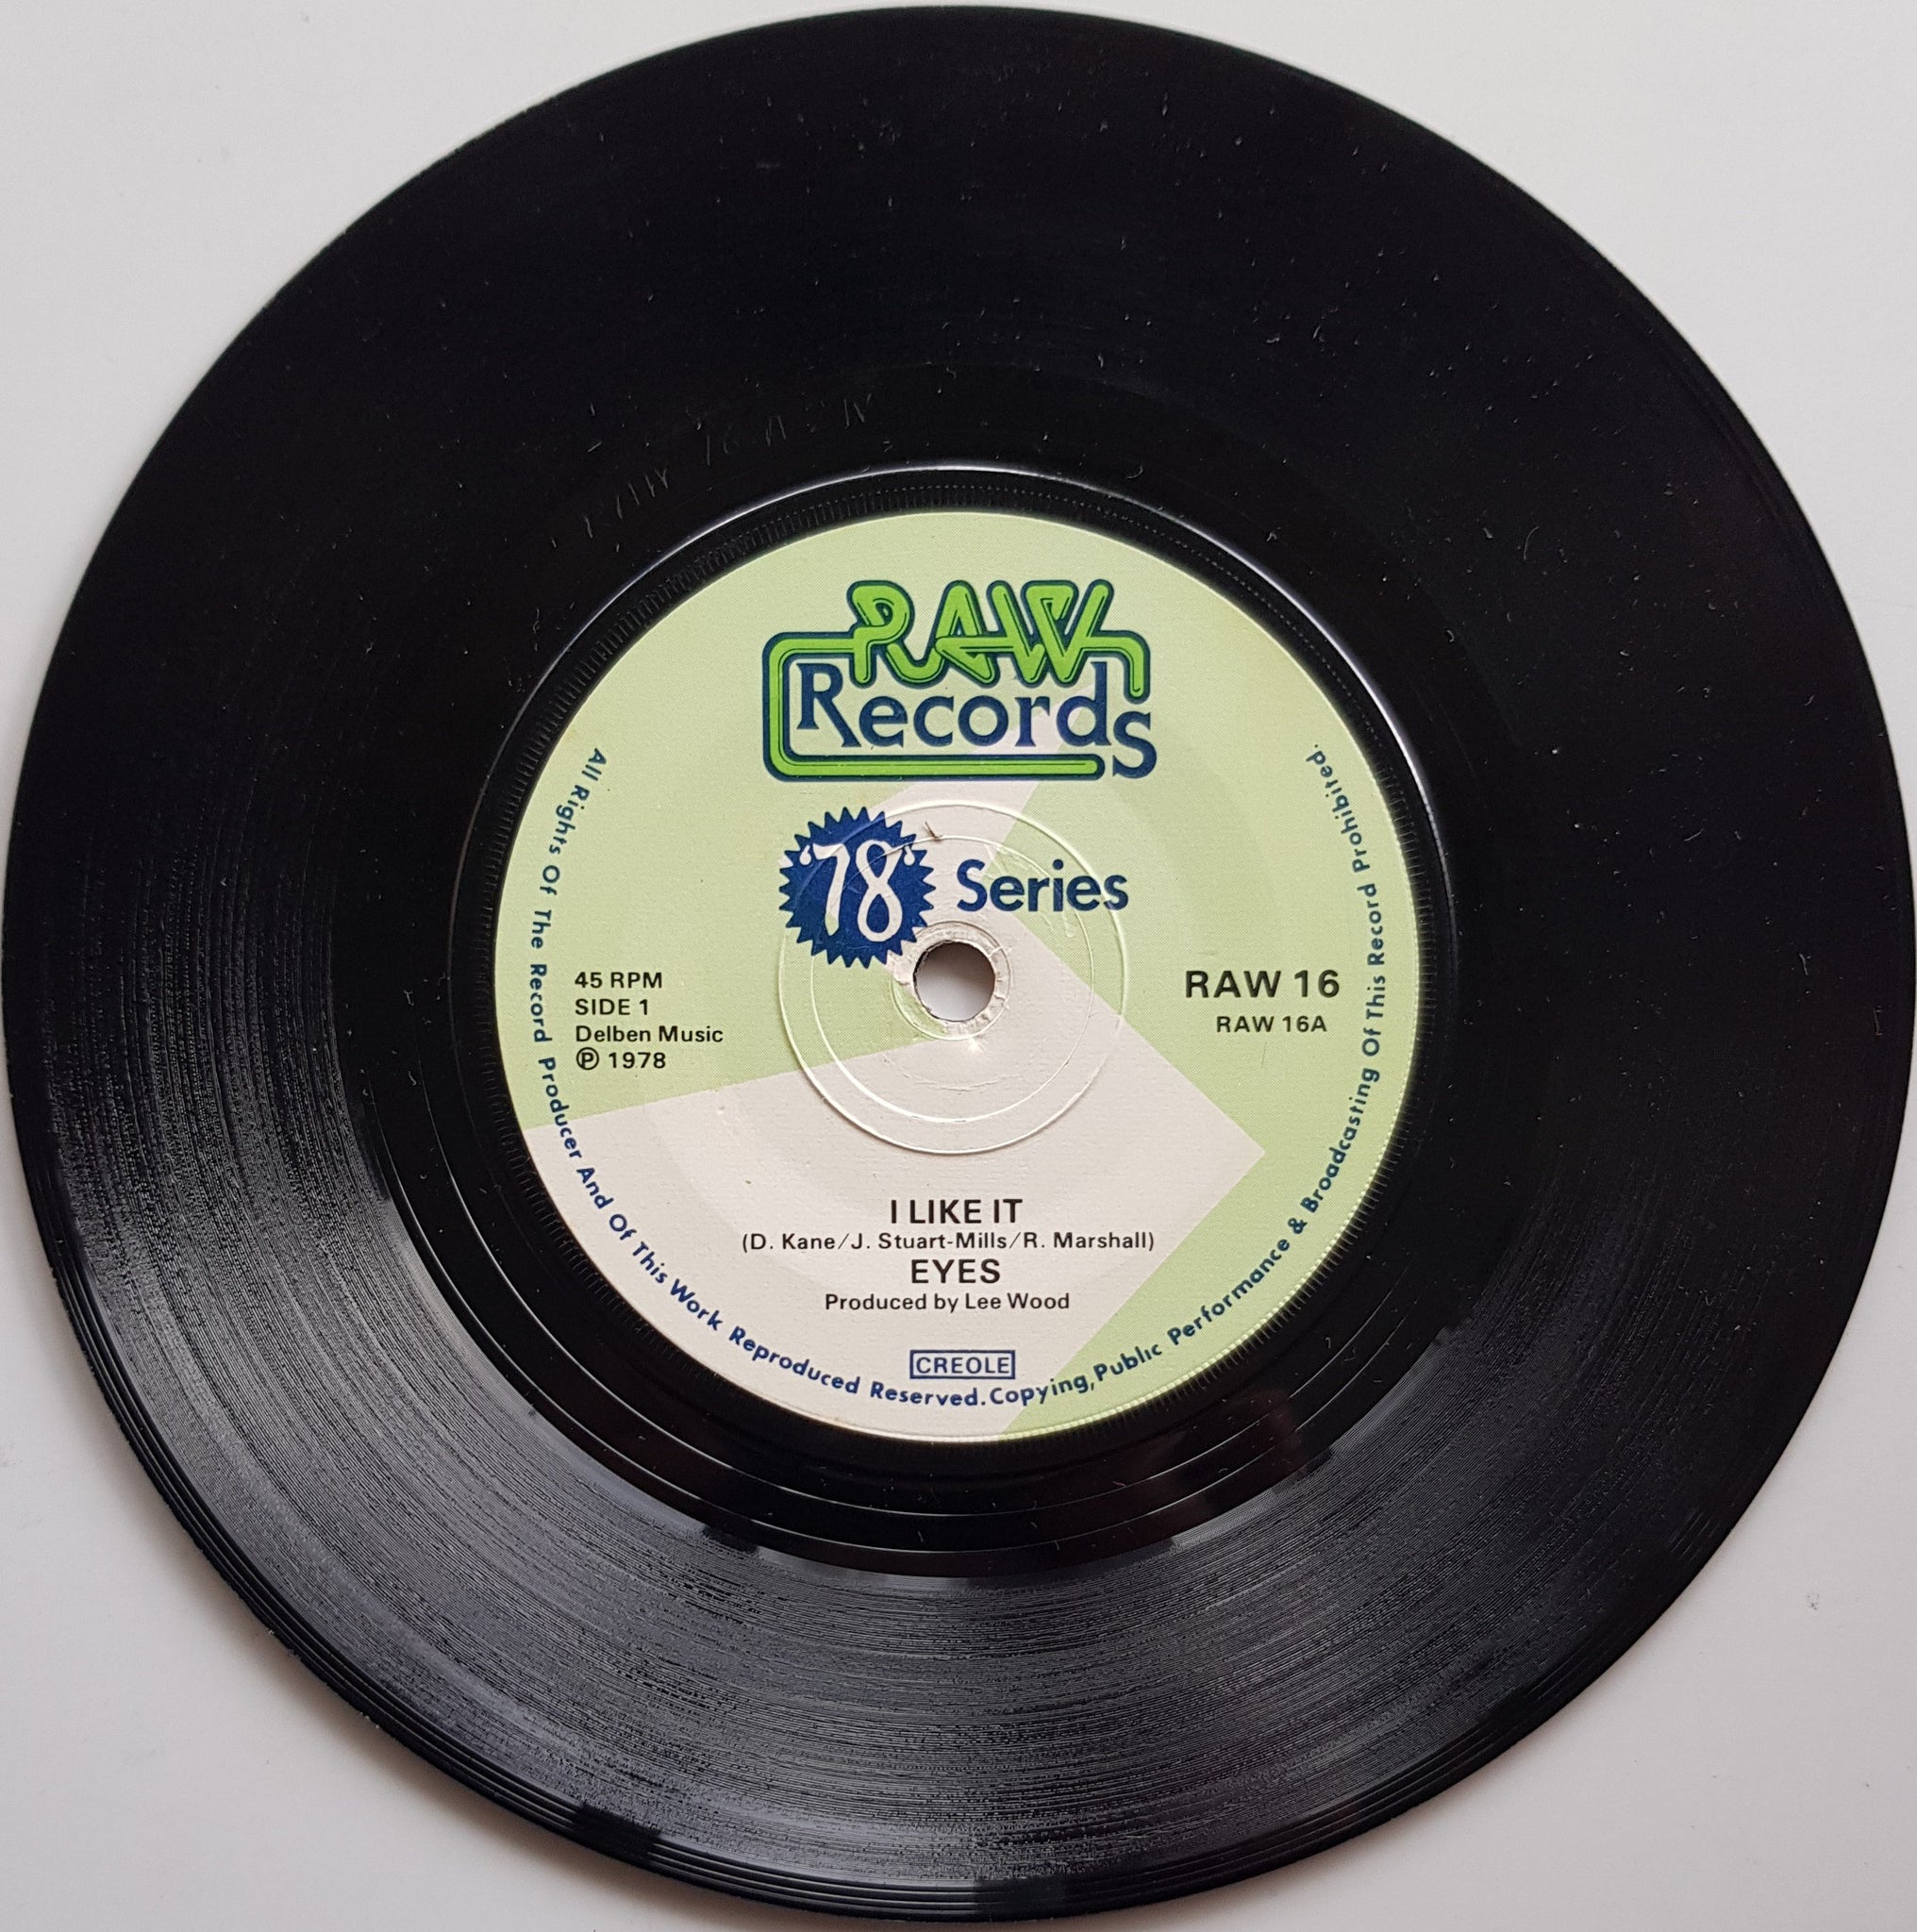 RAW
Records
'78' Series
45 RPM
SIDE 1
Delben Music
Ⓟ 1978
RAW 16
RAW 16A
I LIKE IT
(D. Kane/J. Stuart-Mills/R. Marshall)
EYES
Produced by Lee Wood
CREOLE
All Rights Of The Record Producer And Of This Work Reproduced Reserved. Copying, Public Performance & Broadcasting Of This Record Prohibited.